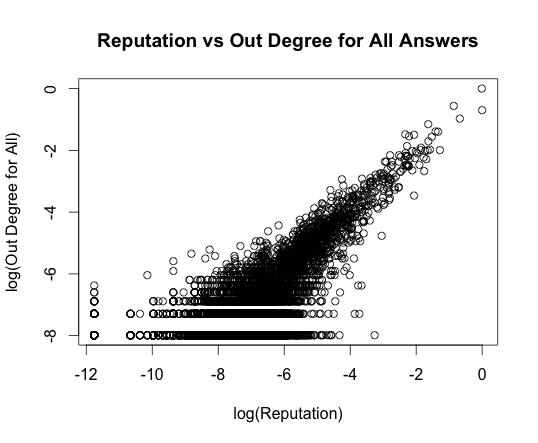 Reputation vs Out Degree for All Answers
0
-2
-4
-6
-8
log(Out Degree for All)
-12 -10 -8 -6 -4 -2 0
log(Reputation)